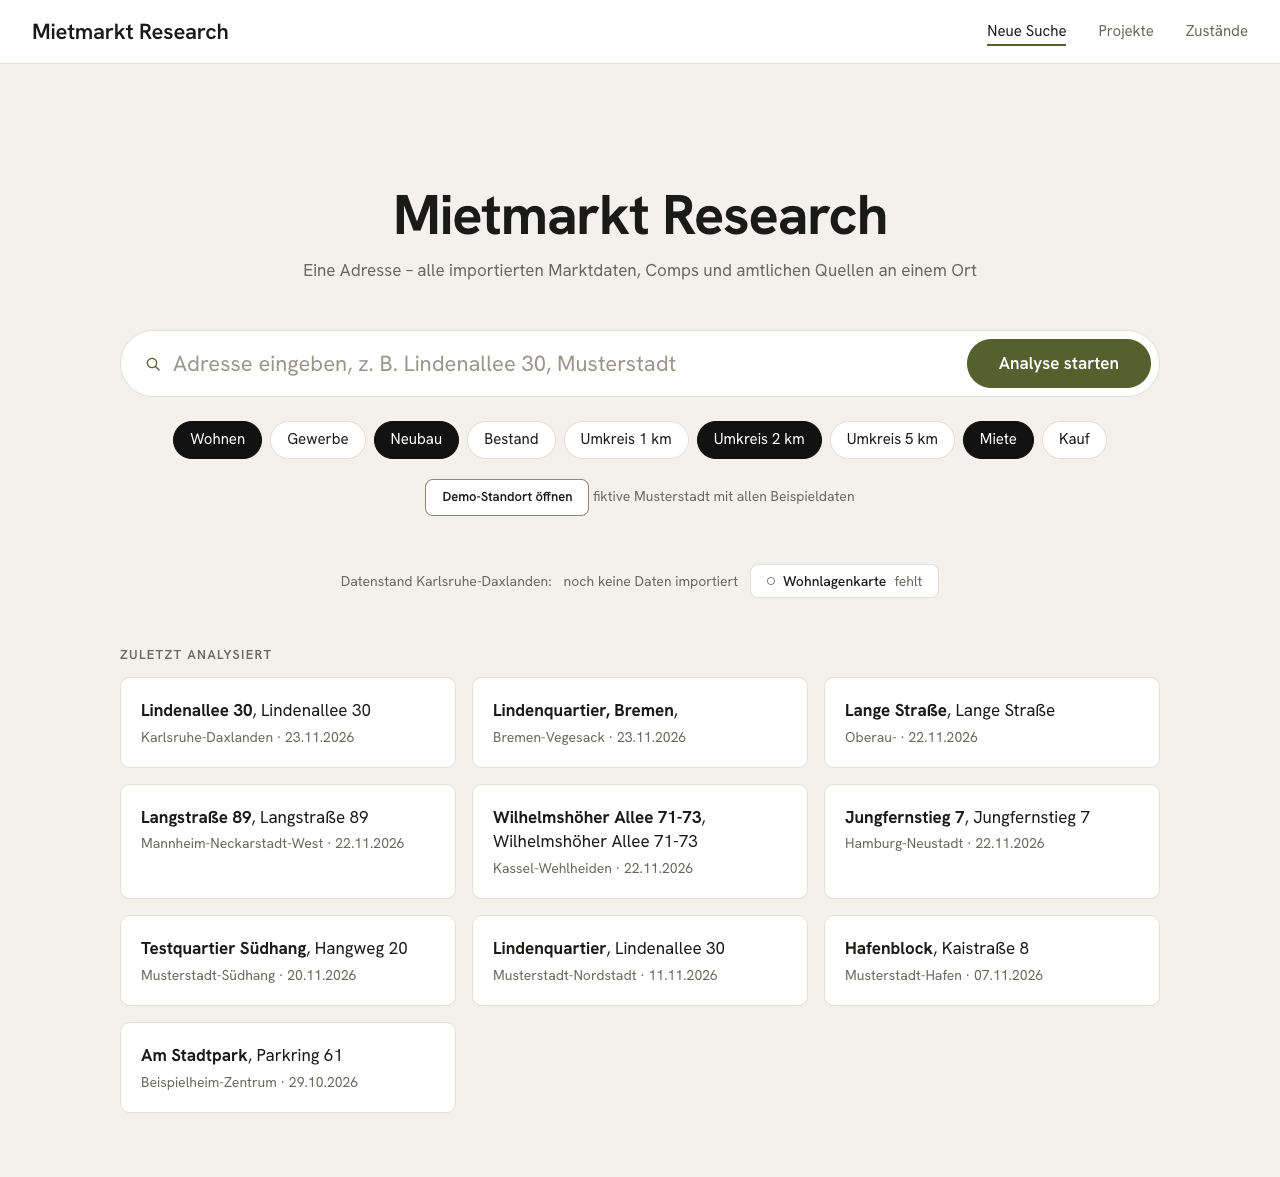 Mietmarkt Research
Neue Suche
Projekte
Zustände
Mietmarkt Research
Eine Adresse – alle importierten Marktdaten, Comps und amtlichen Quellen an einem Ort
Adresse eingeben, z. B. Lindenallee 30, Musterstadt
Analyse starten
Wohnen
Gewerbe
Neubau
Bestand
Umkreis 1 km
Umkreis 2 km
Umkreis 5 km
Miete
Kauf
Demo-Standort öffnen
fiktive Musterstadt mit allen Beispieldaten
Datenstand Karlsruhe-Daxlanden: noch keine Daten importiert
Wohnlagenkarte fehlt
ZULETZT ANALYSIERT
Lindenallee 30, Lindenallee 30
Karlsruhe-Daxlanden · 23.11.2026
Lindenquartier, Bremen,
Bremen-Vegesack · 23.11.2026
Lange Straße, Lange Straße
Oberau- · 22.11.2026
Langstraße 89, Langstraße 89
Mannheim-Neckarstadt-West · 22.11.2026
Wilhelmshöher Allee 71-73,
Wilhelmshöher Allee 71-73
Kassel-Wehlheiden · 22.11.2026
Jungfernstieg 7, Jungfernstieg 7
Hamburg-Neustadt · 22.11.2026
Testquartier Südhang, Hangweg 20
Musterstadt-Südhang · 20.11.2026
Lindenquartier, Lindenallee 30
Musterstadt-Nordstadt · 11.11.2026
Hafenblock, Kaistraße 8
Musterstadt-Hafen · 07.11.2026
Am Stadtpark, Parkring 61
Beispielheim-Zentrum · 29.10.2026